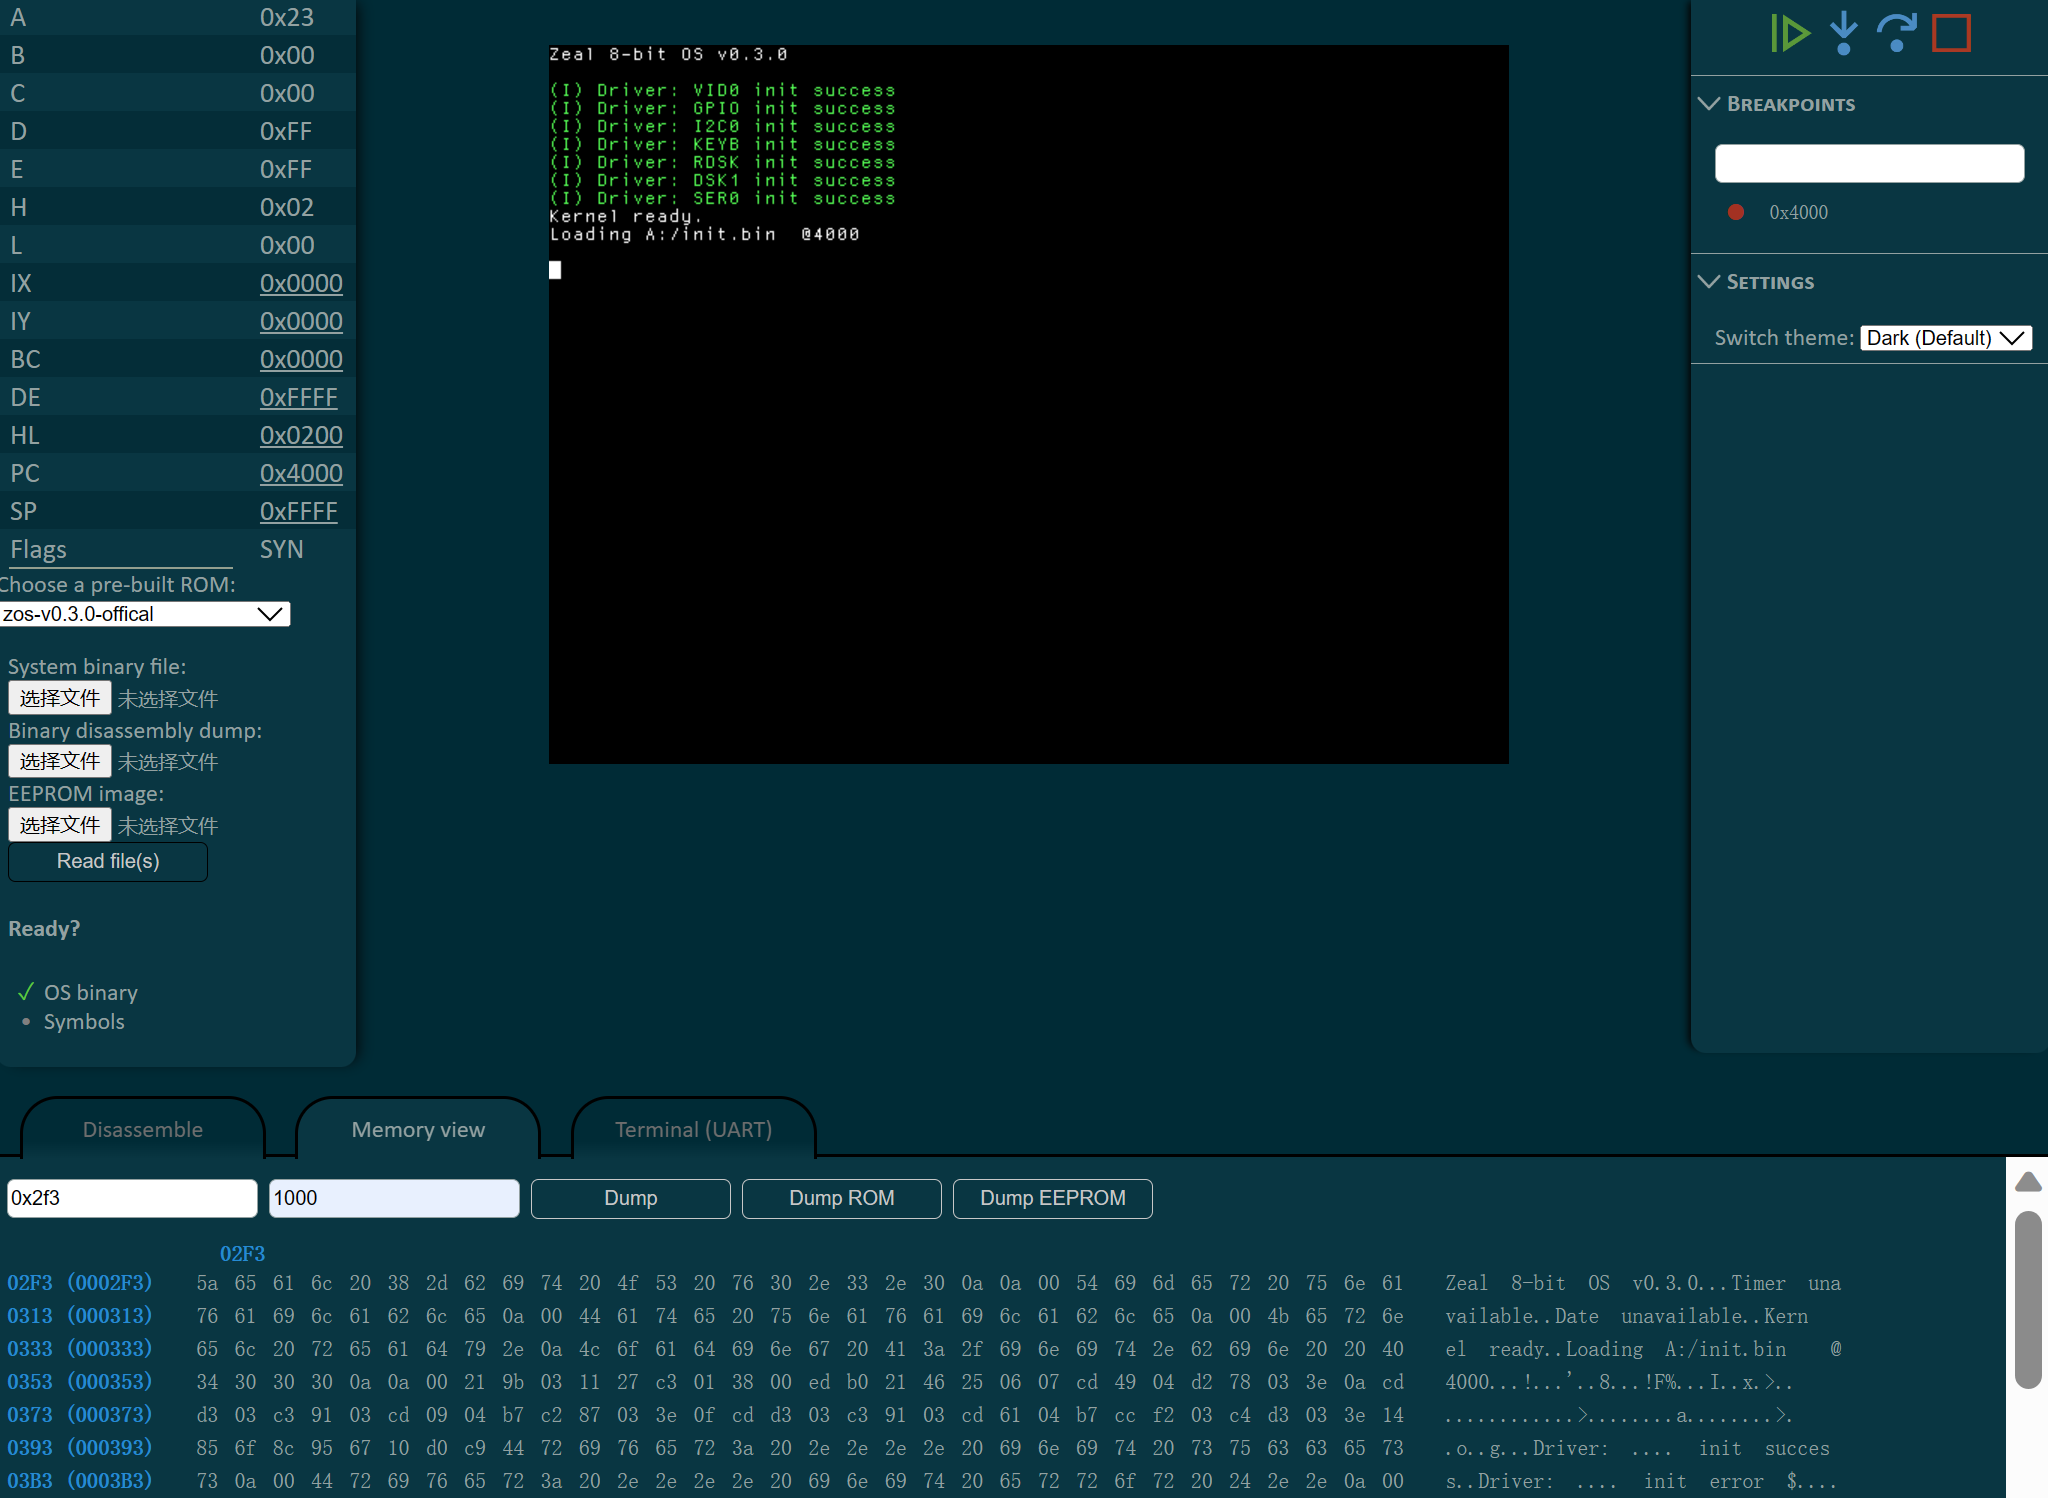 A 0x23
B 0x00
C 0x00
D 0xFF
E 0xFF
H 0x02
L 0x00
IX 0x0000
IY 0x0000
BC 0x0000
DE 0xFFFF
HL 0x0200
PC 0x4000
SP 0xFFFF
Flags SYN
Choose a pre-built ROM:
zos-v0.3.0-offical
System binary file:
选择文件 未选择文件
Binary disassembly dump:
选择文件 未选择文件
EEPROM image:
选择文件 未选择文件
Read file(s)
Ready?
✓ OS binary
• Symbols
Zeal 8-bit OS v0.3.0
(I) Driver: VID0 init success
(I) Driver: GPIO init success
(I) Driver: I2C0 init success
(I) Driver: KEYB init success
(I) Driver: RDSK init success
(I) Driver: DSK1 init success
(I) Driver: SER0 init success
Kernel ready.
Loading A:/init.bin  @4000
BREAKPOINTS
0x4000
SETTINGS
Switch theme: Dark (Default)
Disassemble
Memory view
Terminal (UART)
0x2f3 1000 Dump Dump ROM Dump EEPROM
02F3
02F3 (0002F3) 5a 65 61 6c 20 38 2d 62 69 74 20 4f 53 20 76 30 2e 33 2e 30 0a 0a 00 54 69 6d 65 72 20 75 6e 61 Zeal 8-bit OS v0.3.0...Timer una
0313 (000313) 76 61 69 6c 61 62 6c 65 0a 00 44 61 74 65 20 75 6e 61 76 61 69 6c 61 62 6c 65 0a 00 4b 65 72 6e vailable..Date unavailable..Kern
0333 (000333) 65 6c 20 72 65 61 64 79 2e 0a 4c 6f 61 64 69 6e 67 20 41 3a 2f 69 6e 69 74 2e 62 69 6e 20 20 40 el ready..Loading A:/init.bin  @
0353 (000353) 34 30 30 30 0a 0a 00 21 9b 03 11 27 c3 01 38 00 ed b0 21 46 25 06 07 cd 49 04 d2 78 03 3e 0a cd 4000...!...'..8...!F%...I..x.>..
0373 (000373) d3 03 c3 91 03 cd 09 04 b7 c2 87 03 3e 0f cd d3 03 c3 91 03 cd 61 04 b7 cc f2 03 c4 d3 03 3e 14 ............>........a........>.
0393 (000393) 85 6f 8c 95 67 10 d0 c9 44 72 69 76 65 72 3a 20 2e 2e 2e 2e 20 69 6e 69 74 20 73 75 63 63 65 73 .o..g...Driver: .... init succes
03B3 (0003B3) 73 0a 00 44 72 69 76 65 72 3a 20 2e 2e 2e 2e 20 69 6e 69 74 20 65 72 72 6f 72 20 24 2e 2e 0a 00 s..Driver: .... init error $....